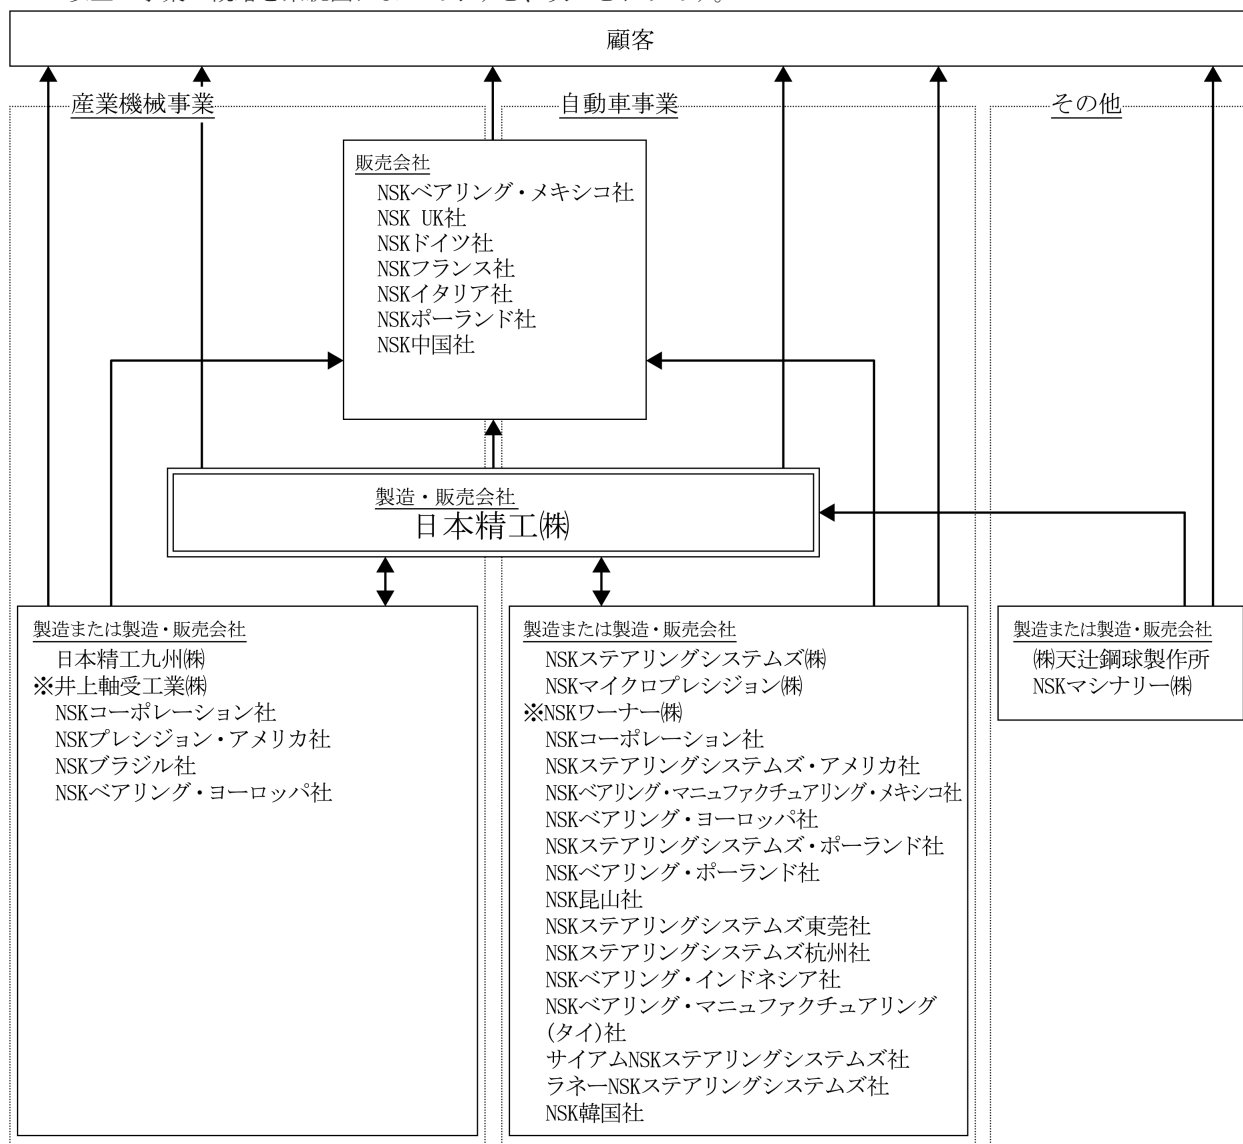 顧客
産業機械事業
自動車事業
その他
販売会社
NSKベアリング・メキシコ社
NSK UK社
NSKドイツ社
NSKフランス社
NSKイタリア社
NSKポーランド社
NSK中国社
製造・販売会社
日本精工㈱
製造または製造・販売会社
日本精工九州㈱
※井上軸受工業㈱
NSKコーポレーション社
NSKプレシジョン・アメリカ社
NSKブラジル社
NSKベアリング・ヨーロッパ社
製造または製造・販売会社
NSKステアリングシステムズ㈱
NSKマイクロプレシジョン㈱
※NSKワーナー㈱
NSKコーポレーション社
NSKステアリングシステムズ・アメリカ社
NSKベアリング・マニュファクチュアリング・メキシコ社
NSKベアリング・ヨーロッパ社
NSKステアリングシステムズ・ポーランド社
NSKベアリング・ポーランド社
NSK昆山社
NSKステアリングシステムズ東莞社
NSKステアリングシステムズ杭州社
NSKベアリング・インドネシア社
NSKベアリング・マニュファクチュアリング
(タイ)社
サイアムNSKステアリングシステムズ社
ラネーNSKステアリングシステムズ社
NSK韓国社
製造または製造・販売会社
㈱天辻鋼球製作所
NSKマシナリー㈱